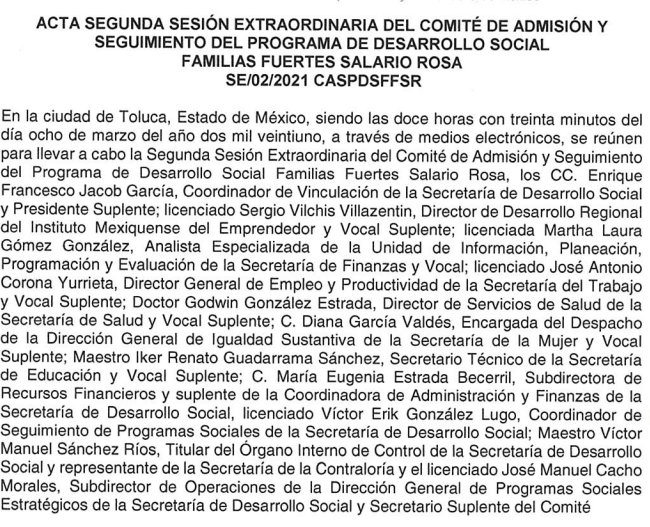 ACTA SEGUNDA SESIÓN EXTRAORDINARIA DEL COMITÉ DE ADMISIÓN Y
SEGUIMIENTO DEL PROGRAMA DE DESARROLLO SOCIAL
FAMILIAS FUERTES SALARIO ROSA
SE/02/2021 CASPDSFFSR
En la ciudad de Toluca, Estado de México, siendo las doce horas con treinta minutos del
día ocho de marzo del año dos mil veintiuno, a través de medios electrónicos, se reúnen
para llevar a cabo la Segunda Sesión Extraordinaria del Comité de Admisión y Seguimiento
del Programa de Desarrollo Social Familias Fuertes Salario Rosa, los CC. Enrique
Francesco Jacob García, Coordinador de Vinculación de la Secretaría de Desarrollo Social
y Presidente Suplente; licenciado Sergio Vilchis Villazentin, Director de Desarrollo Regional
del Instituto Mexiquense del Emprendedor y Vocal Suplente; licenciada Martha Laura
Gómez González, Analista Especializada de la Unidad de Información, Planeación,
Programación y Evaluación de la Secretaría de Finanzas y Vocal; licenciado José Antonio
Corona Yurrieta, Director General de Empleo y Productividad de la Secretaría del Trabajo
y Vocal Suplente; Doctor Godwin González Estrada, Director de Servicios de Salud de la
Secretaría de Salud y Vocal Suplente; C. Diana García Valdés, Encargada del Despacho
de la Dirección General de Igualdad Sustantiva de la Secretaría de la Mujer y Vocal
Suplente; Maestro Iker Renato Guadarrama Sánchez, Secretario Técnico de la Secretaría
de Educación y Vocal Suplente; C. María Eugenia Estrada Becerril, Subdirectora de
Recursos Financieros y suplente de la Coordinadora de Administración y Finanzas de la
Secretaría de Desarrollo Social, licenciado Víctor Erik González Lugo, Coordinador de
Seguimiento de Programas Sociales de la Secretaría de Desarrollo Social; Maestro Víctor
Manuel Sánchez Ríos, Titular del Órgano Interno de Control de la Secretaría de Desarrollo
Social y representante de la Secretaría de la Contraloría y el licenciado José Manuel Cacho
Morales, Subdirector de Operaciones de la Dirección General de Programas Sociales
Estratégicos de la Secretaría de Desarrollo Social y Secretario Suplente del Comité